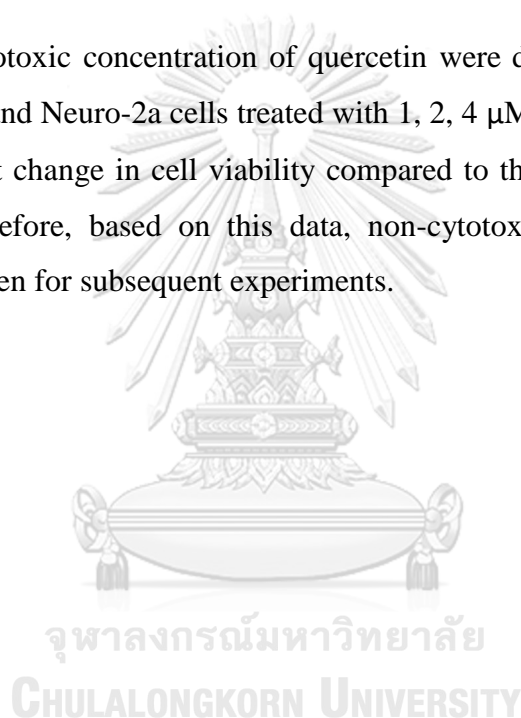 otoxic concentration of quercetin were d
and Neuro-2a cells treated with 1, 2, 4 μM
t change in cell viability compared to th
efore, based on this data, non-cytotox
en for subsequent experiments.
จุฬาลงกรณ์มหาวิทยาลัย
CHULALONGKORN UNIVERSITY